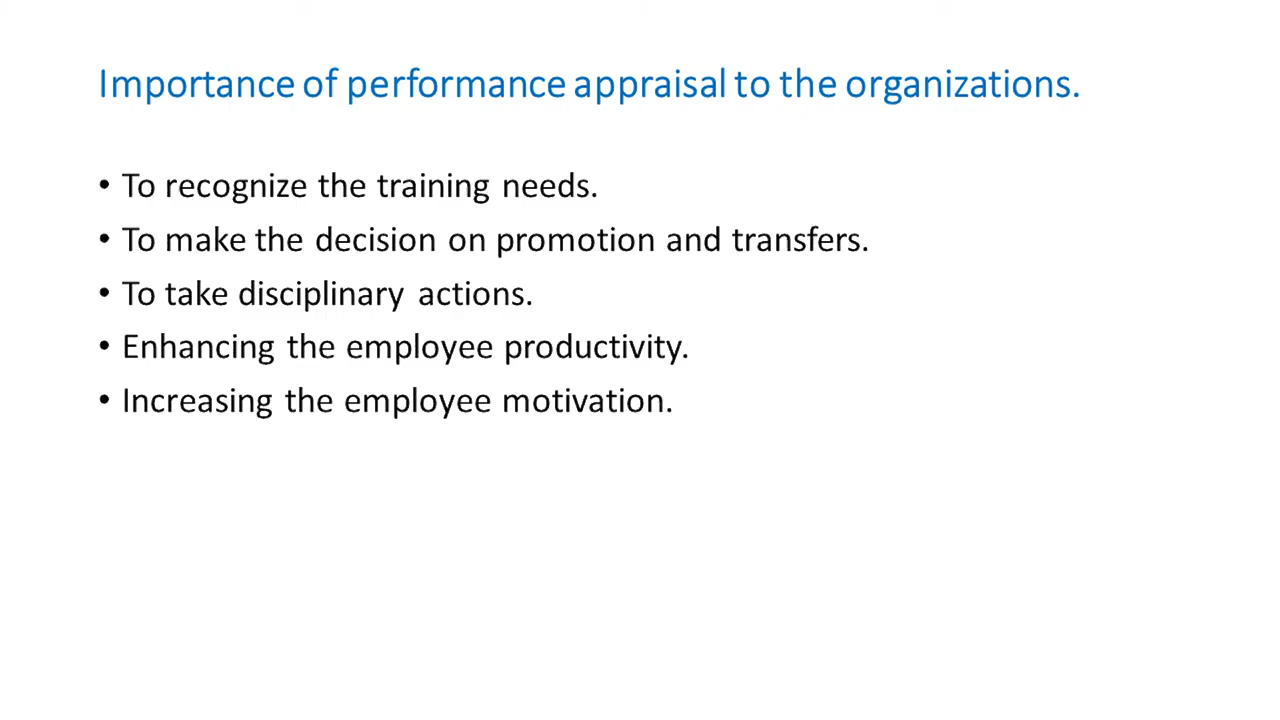 Importance of performance appraisal to the organizations.
• To recognize the training needs.
• To make the decision on promotion and transfers.
• To take disciplinary actions.
• Enhancing the employee productivity.
• Increasing the employee motivation.